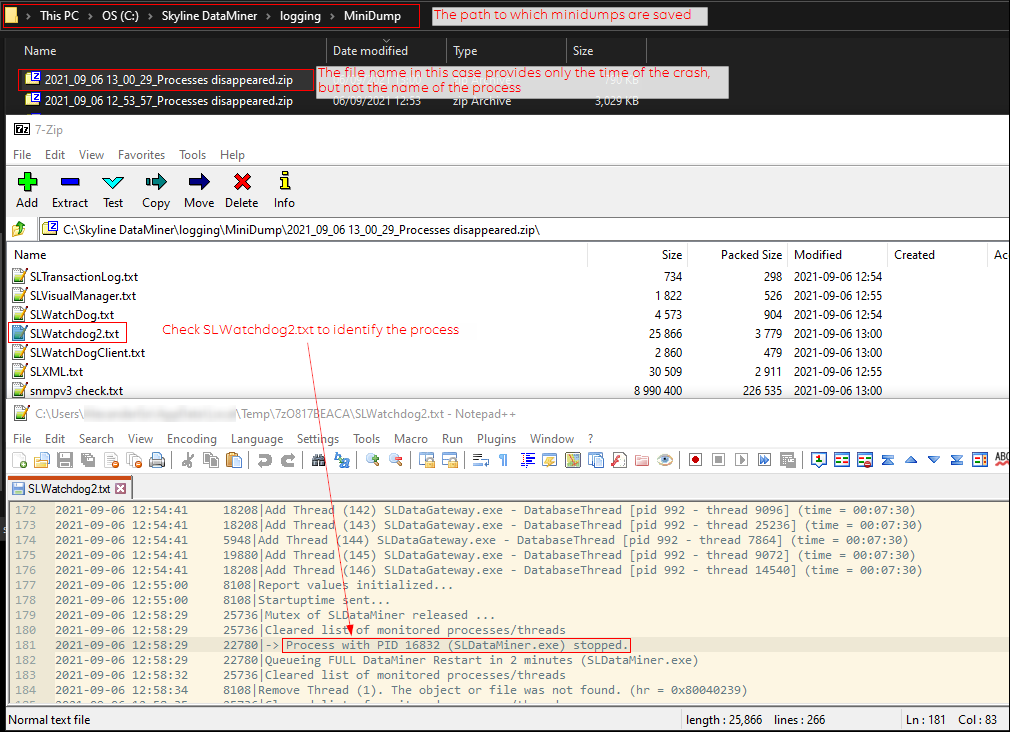 This PC > OS (C:) > Skyline DataMiner > logging > MiniDump
The path to which minidumps are saved
Name Date modified Type Size
2021_09_06 13_00_29_Processes disappeared.zip
The file name in this case provides only the time of the crash,
but not the name of the process
2021_09_06 12_53_57_Processes disappeared.zip 06/09/2021 12:53 zip Archive 3,029 KB
7-Zip
File Edit View Favorites Tools Help
Add Extract Test Copy Move Delete Info
C:\Skyline DataMiner\logging\MiniDump\2021_09_06 13_00_29_Processes disappeared.zip\
Name Size Packed Size Modified Created Ac
SLTransactionLog.txt 734 298 2021-09-06 12:54
SLVisualManager.txt 1 822 526 2021-09-06 12:55
SLWatchDog.txt 4 573 904 2021-09-06 12:54
SLWatchdog2.txt 25 866 3 779 2021-09-06 13:00
Check SLWatchdog2.txt to identify the process
SLWatchDogClient.txt 2 860 479 2021-09-06 13:00
SLXML.txt 30 509 2 911 2021-09-06 12:55
snmpv3 check.txt 8 990 400 226 535 2021-09-06 13:00
C:\Users\ \Temp\7zO817BEACA\SLWatchdog2.txt - Notepad++
File Edit Search View Encoding Language Settings Tools Macro Run Plugins Window ?
SLWatchdog2.txt
172 2021-09-06 12:54:41 18208|Add Thread (142) SLDataGateway.exe - DatabaseThread [pid 992 - thread 9096] (time = 00:07:30)
173 2021-09-06 12:54:41 18208|Add Thread (143) SLDataGateway.exe - DatabaseThread [pid 992 - thread 25236] (time = 00:07:30)
174 2021-09-06 12:54:41 5948|Add Thread (144) SLDataGateway.exe - DatabaseThread [pid 992 - thread 7864] (time = 00:07:30)
175 2021-09-06 12:54:41 19880|Add Thread (145) SLDataGateway.exe - DatabaseThread [pid 992 - thread 9072] (time = 00:07:30)
176 2021-09-06 12:54:41 18208|Add Thread (146) SLDataGateway.exe - DatabaseThread [pid 992 - thread 14540] (time = 00:07:30)
177 2021-09-06 12:55:00 8108|Report values initialized...
178 2021-09-06 12:55:00 8108|Startuptime sent...
179 2021-09-06 12:58:29 25736|Mutex of SLDataMiner released ...
180 2021-09-06 12:58:29 25736|Cleared list of monitored processes/threads
181 2021-09-06 12:58:29 22780|-> Process with PID 16832 (SLDataMiner.exe) stopped.
182 2021-09-06 12:58:29 22780|Queueing FULL DataMiner Restart in 2 minutes (SLDataMiner.exe)
183 2021-09-06 12:58:32 25736|Cleared list of monitored processes/threads
184 2021-09-06 12:58:34 8108|Remove Thread (1). The object or file was not found. (hr = 0x80040239)
Normal text file length : 25,866 lines : 266 Ln : 181 Col : 83